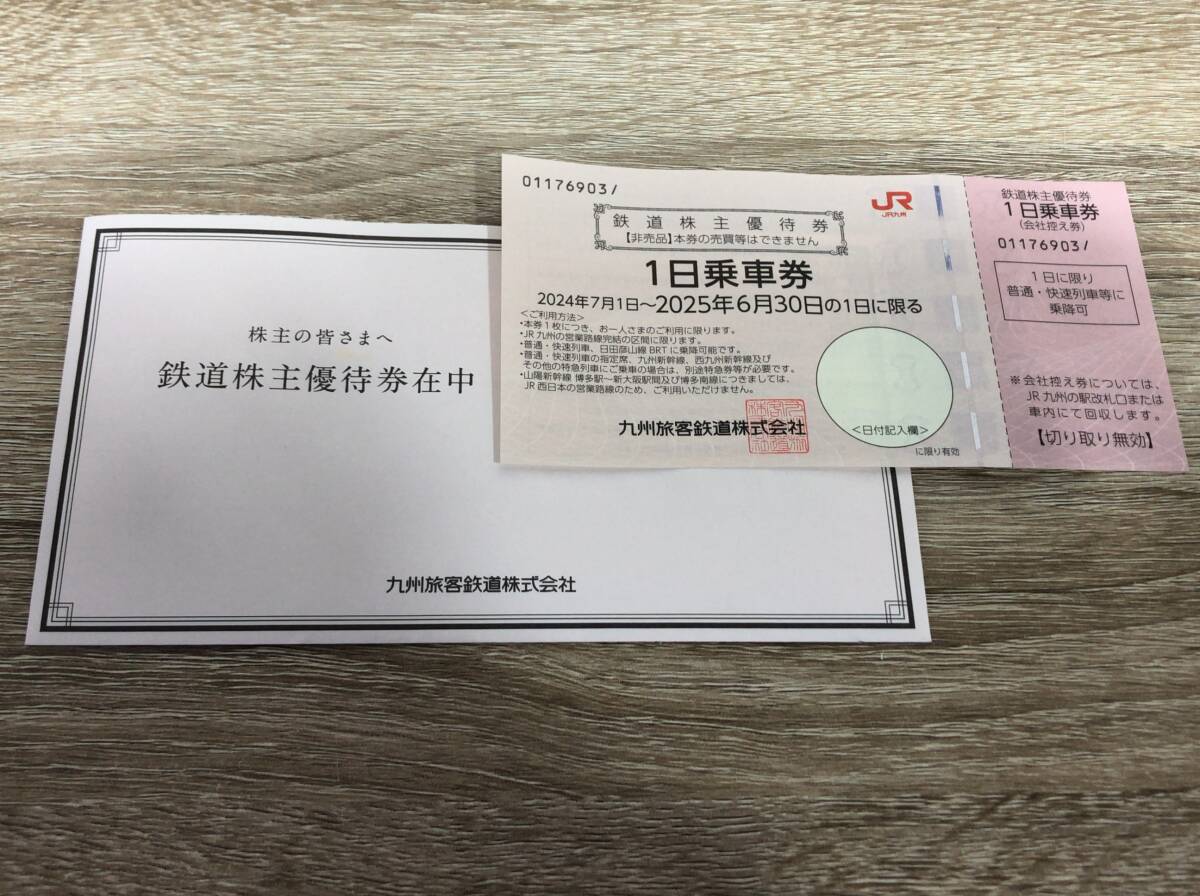 株主の皆さまへ
鉄道株主優待券在中
九州旅客鉄道株式会社
01176903/
JR
JR九州
鉄道株主優待券
【非売品】本券の売買等はできません
1日乗車券
2024年7月1日～2025年6月30日の1日に限る
<ご利用方法>
・本券1枚につき、お一人さまのご利用に限ります。
・JR九州の営業路線完結の区間に限ります。
・普通・快速列車、日田彦山線BRTに乗降可能です。
・普通・快速列車の指定席、九州新幹線、西九州新幹線及び
その他の特急列車にご乗車の場合は、別途特急券等が必要です。
・山陽新幹線 博多駅～新大阪駅間及び博多南線につきましては、
JR西日本の営業路線のため、ご利用いただけません。
九州旅客鉄道株式会社
<日付記入欄>
に限り有効
鉄道株主優待券
1日乗車券
(会社控え券)
01176903/
1日に限り
普通・快速列車等に
乗降可
※会社控え券については、
JR九州の駅改札口または
車内にて回収します。
【切り取り無効】